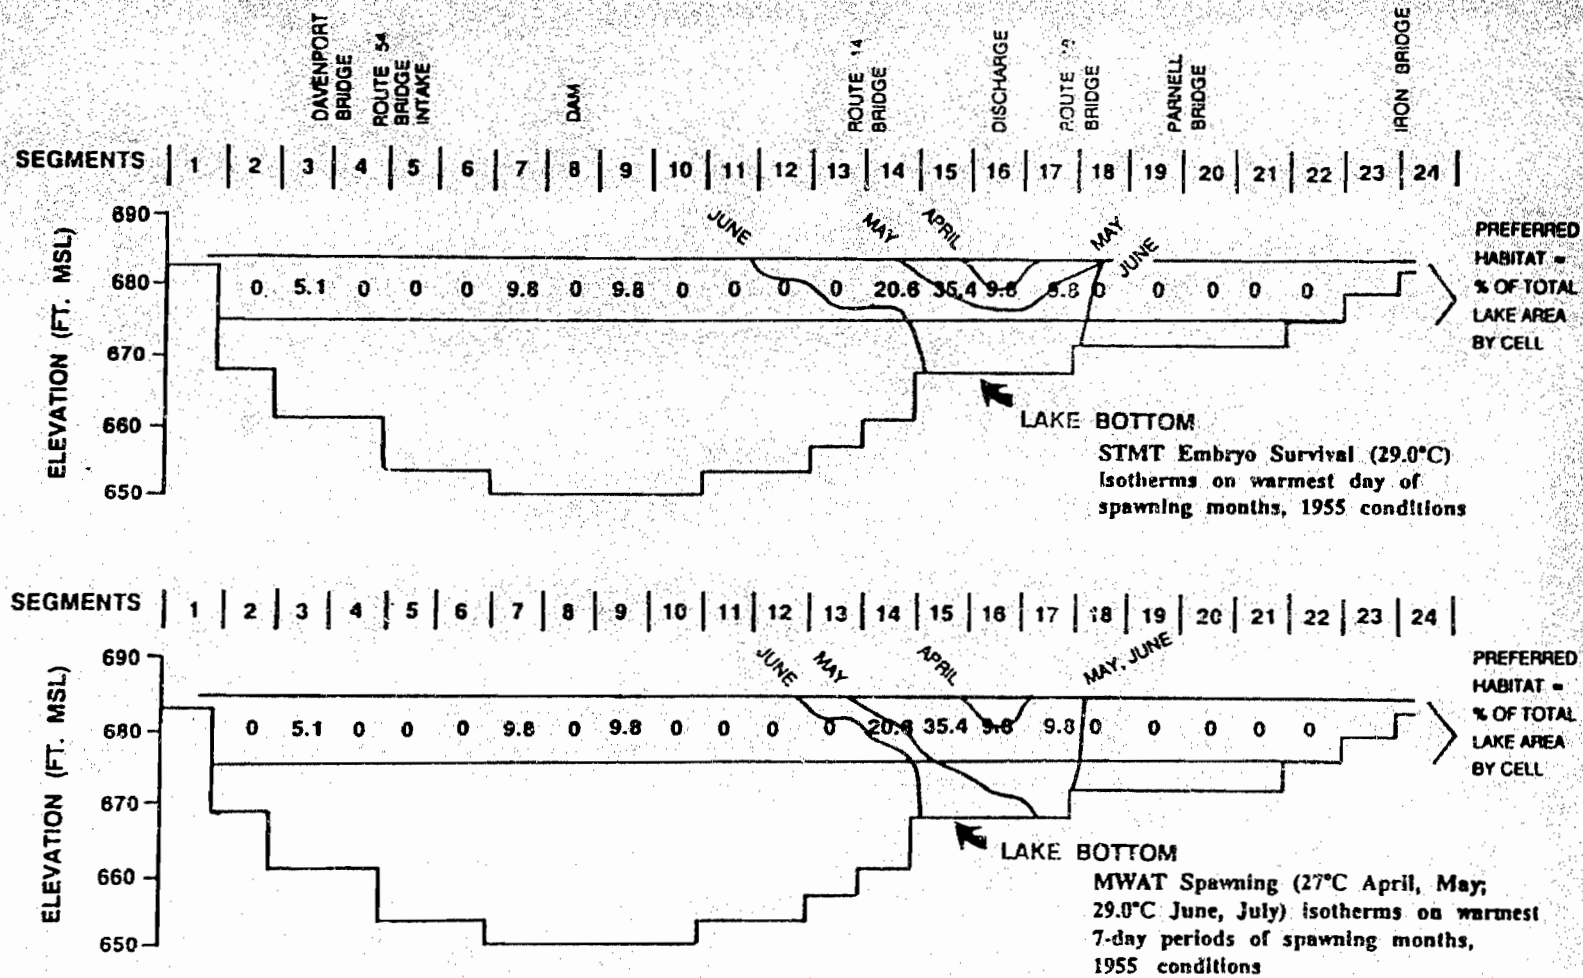 DAVENPORT
BRIDGE
ROUTE 54
BRIDGE
INTAKE
DAM
ROUTE 14
BRIDGE
DISCHARGE
ROUTE
BRIDGE
PARNELL
BRIDGE
IRON BRIDGE
SEGMENTS 1 2 3 4 5 6 7 8 9 10 11 12 13 14 15 16 17 18 19 20 21 22 23 24
ELEVATION (FT. MSL)
690
680
670
660
650
JUNE MAY APRIL MAY JUNE
0 5.1 0 0 0 9.8 0 9.8 0 0 0 0 20.6 35.4 9.8 9.8 0 0 0 0 0
PREFERRED
HABITAT =
% OF TOTAL
LAKE AREA
BY CELL
LAKE BOTTOM
STMT Embryo Survival (29.0°C)
Isotherms on warmest day of
spawning months, 1955 conditions
SEGMENTS 1 2 3 4 5 6 7 8 9 10 11 12 13 14 15 16 17 18 19 20 21 22 23 24
ELEVATION (FT. MSL)
690
680
670
660
650
JUNE MAY APRIL MAY, JUNE
0 5.1 0 0 0 9.8 0 9.8 0 0 0 0 20.6 35.4 9.8 9.8 0 0 0 0 0
PREFERRED
HABITAT =
% OF TOTAL
LAKE AREA
BY CELL
LAKE BOTTOM
MWAT Spawning (27°C April, May;
29.0°C June, July) isotherms on warmest
7-day periods of spawning months,
1955 conditions